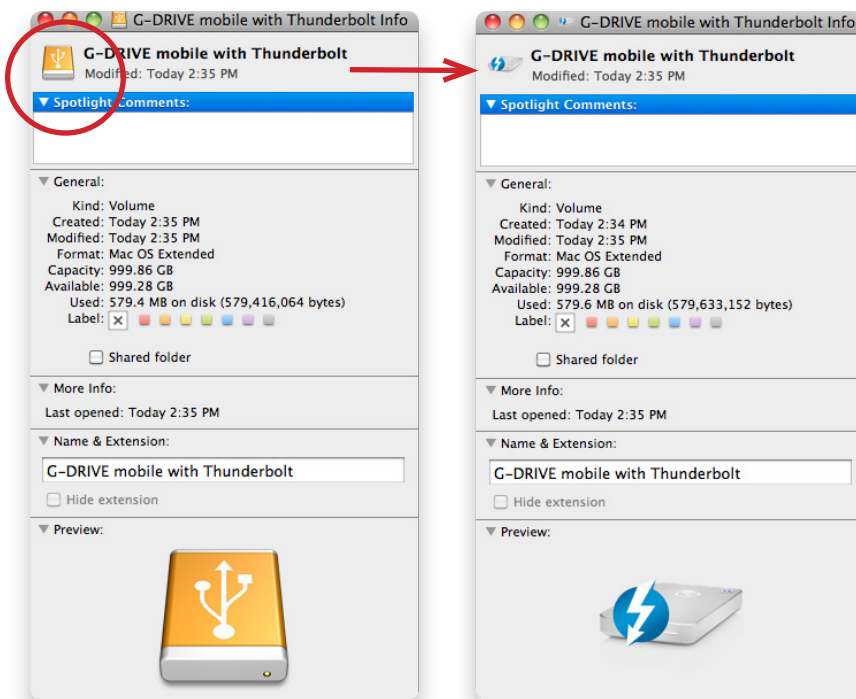 G-DRIVE mobile with Thunderbolt Info
G-DRIVE mobile with Thunderbolt
Modified: Today 2:35 PM
Spotlight Comments:
General:
Kind: Volume
Created: Today 2:35 PM
Modified: Today 2:35 PM
Format: Mac OS Extended
Capacity: 999.86 GB
Available: 999.28 GB
Used: 579.4 MB on disk (579,416,064 bytes)
Label:
Shared folder
More Info:
Last opened: Today 2:35 PM
Name & Extension:
G-DRIVE mobile with Thunderbolt
Hide extension
Preview:
G-DRIVE mobile with Thunderbolt Info
G-DRIVE mobile with Thunderbolt
Modified: Today 2:35 PM
Spotlight Comments:
General:
Kind: Volume
Created: Today 2:34 PM
Modified: Today 2:35 PM
Format: Mac OS Extended
Capacity: 999.86 GB
Available: 999.28 GB
Used: 579.6 MB on disk (579,633,152 bytes)
Label:
Shared folder
More Info:
Last opened: Today 2:35 PM
Name & Extension:
G-DRIVE mobile with Thunderbolt
Hide extension
Preview: